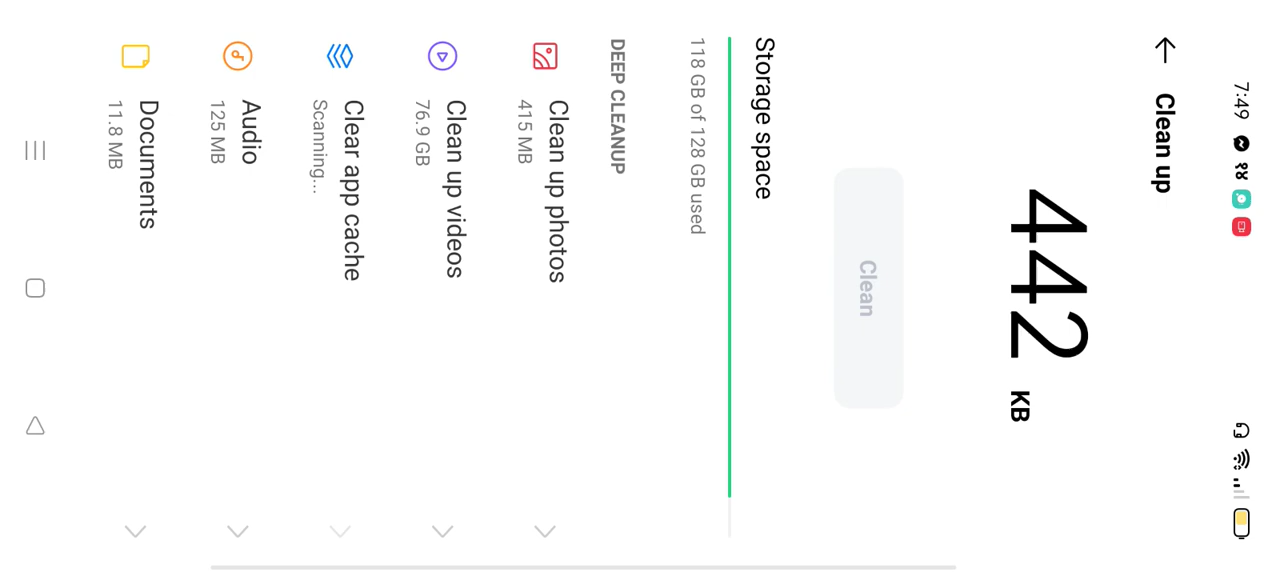 7:49 १४
Clean up
442 KB
Clean
Storage space
118 GB of 128 GB used
DEEP CLEANUP
Clean up photos
415 MB
Clean up videos
76.9 GB
Clear app cache
Scanning...
Audio
125 MB
Documents
11.8 MB